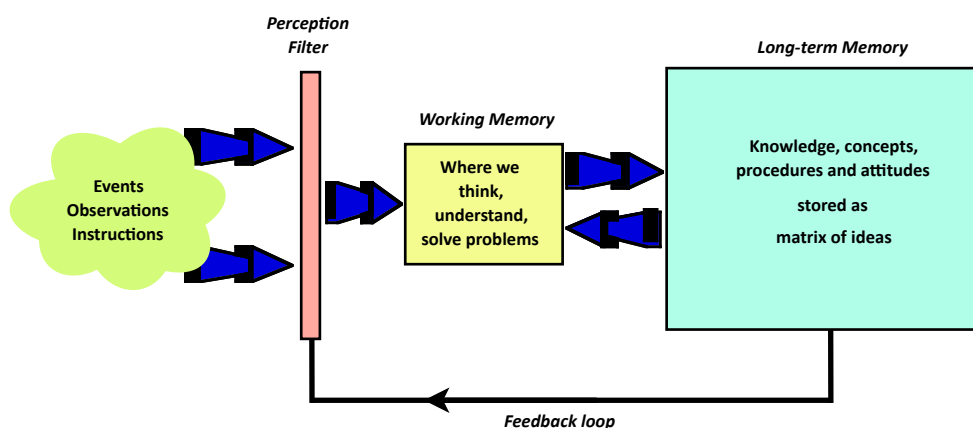 Perception
Filter
Long-term Memory
Working Memory
Events
Observations
Instructions
Where we
think,
understand,
solve problems
Knowledge, concepts,
procedures and attitudes
stored as
matrix of ideas
Feedback loop